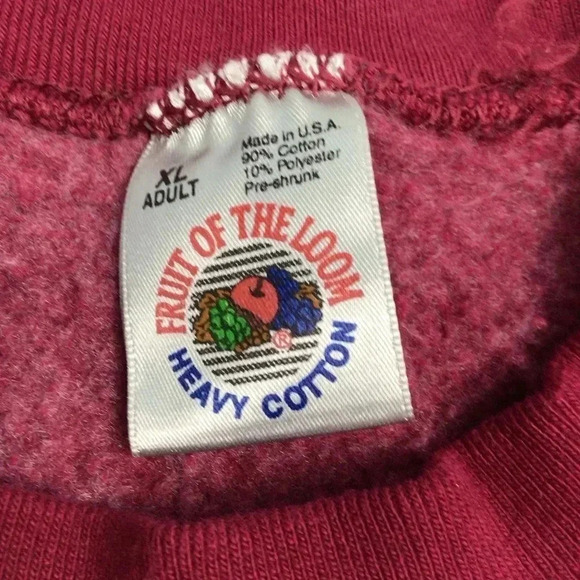 XL
ADULT
Made in U.S.A.
90% Cotton
10% Polyester
Pre-shrunk
FRUIT OF THE LOOM
®
HEAVY COTTON